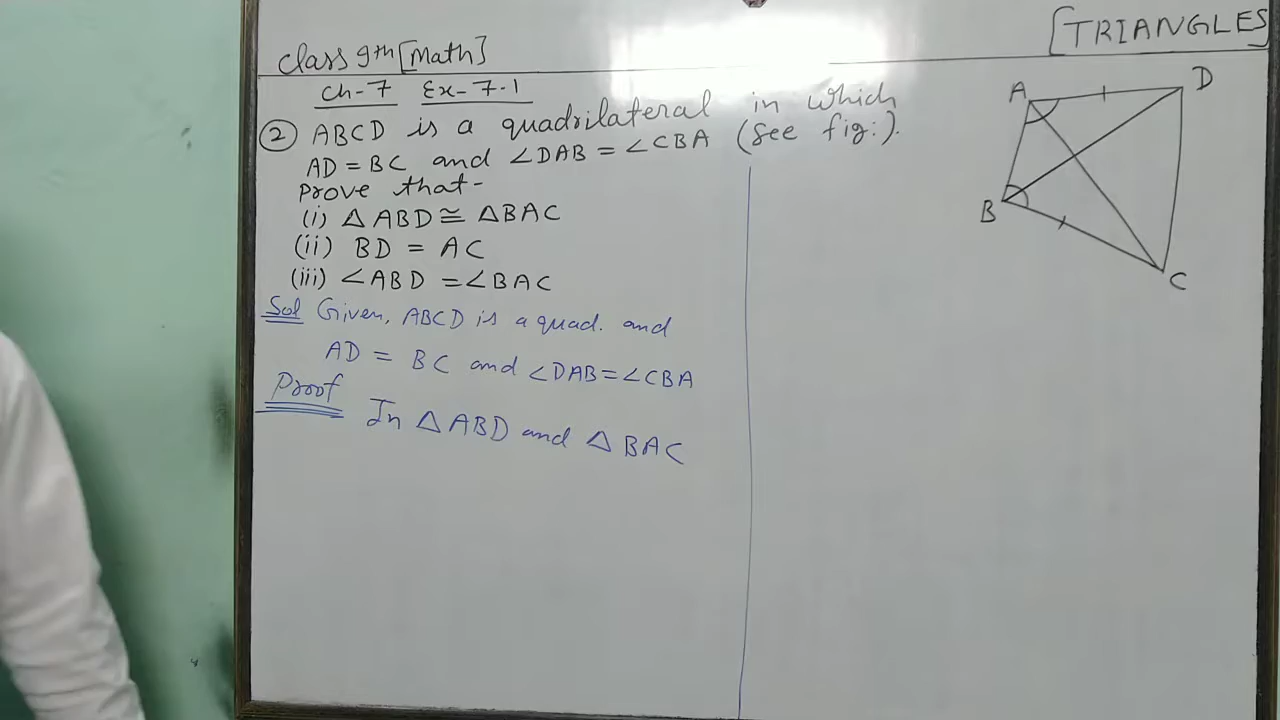 [TRIANGLES]
Class 9th [Math]
Ch-7 Ex-7.1
② ABCD is a quadrilateral in which
AD = BC and ∠DAB = ∠CBA (See fig:).
Prove that-
(i) △ABD ≅ △BAC
(ii) BD = AC
(iii) ∠ABD = ∠BAC
Sol Given, ABCD is a quad. and
AD = BC and ∠DAB = ∠CBA
Proof
In △ABD and △BAC
A
D
B
C